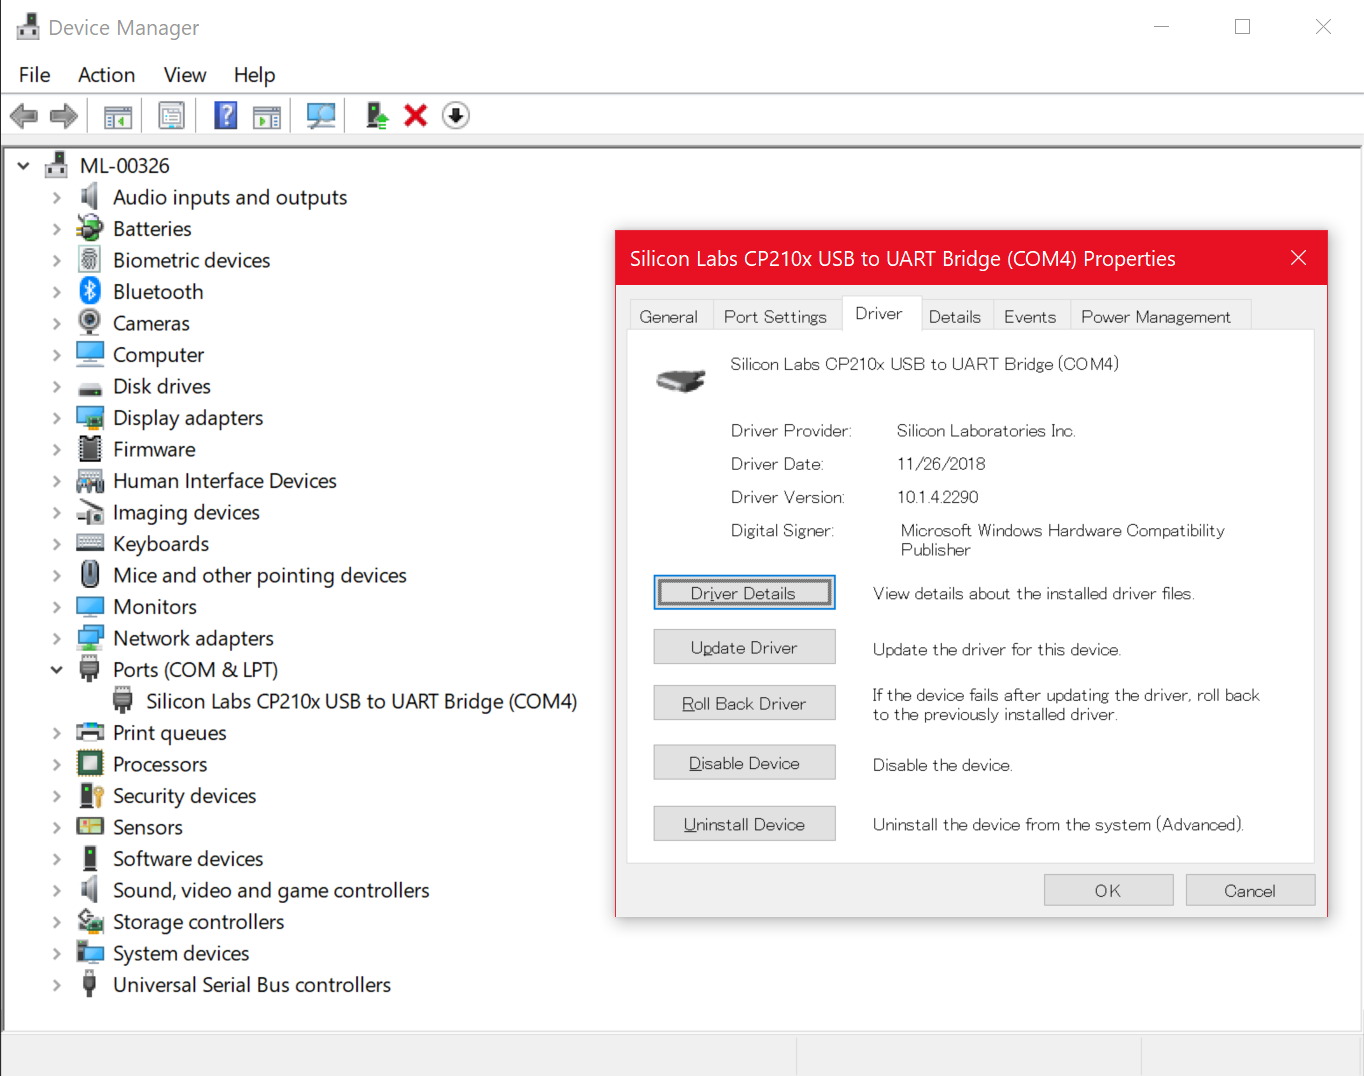 Device Manager
File Action View Help
ML-00326
Audio inputs and outputs
Batteries
Biometric devices
Bluetooth
Cameras
Computer
Disk drives
Display adapters
Firmware
Human Interface Devices
Imaging devices
Keyboards
Mice and other pointing devices
Monitors
Network adapters
Ports (COM & LPT)
Silicon Labs CP210x USB to UART Bridge (COM4)
Print queues
Processors
Security devices
Sensors
Software devices
Sound, video and game controllers
Storage controllers
System devices
Universal Serial Bus controllers
Silicon Labs CP210x USB to UART Bridge (COM4) Properties
General Port Settings Driver Details Events Power Management
Silicon Labs CP210x USB to UART Bridge (COM4)
Driver Provider: Silicon Laboratories Inc.
Driver Date: 11/26/2018
Driver Version: 10.1.4.2290
Digital Signer: Microsoft Windows Hardware Compatibility
Publisher
Driver Details View details about the installed driver files.
Update Driver Update the driver for this device.
Roll Back Driver If the device fails after updating the driver, roll back
to the previously installed driver.
Disable Device Disable the device.
Uninstall Device Uninstall the device from the system (Advanced).
OK Cancel